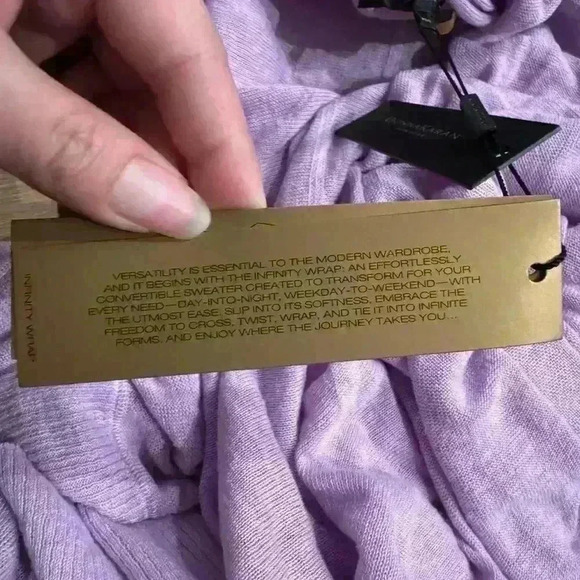 VERSATILITY IS ESSENTIAL TO THE MODERN WARDROBE,
AND IT BEGINS WITH THE INFINITY WRAP: AN EFFORTLESSLY
CONVERTIBLE SWEATER CREATED TO TRANSFORM FOR YOUR
EVERY NEED—DAY-INTO-NIGHT, WEEKDAY-TO-WEEKEND—WITH
THE UTMOST EASE. SLIP INTO ITS SOFTNESS, EMBRACE THE
FREEDOM TO CROSS, TWIST, WRAP, AND TIE IT INTO INFINITE
FORMS, AND ENJOY WHERE THE JOURNEY TAKES YOU...
INFINITY WRAP
DONNAKARAN